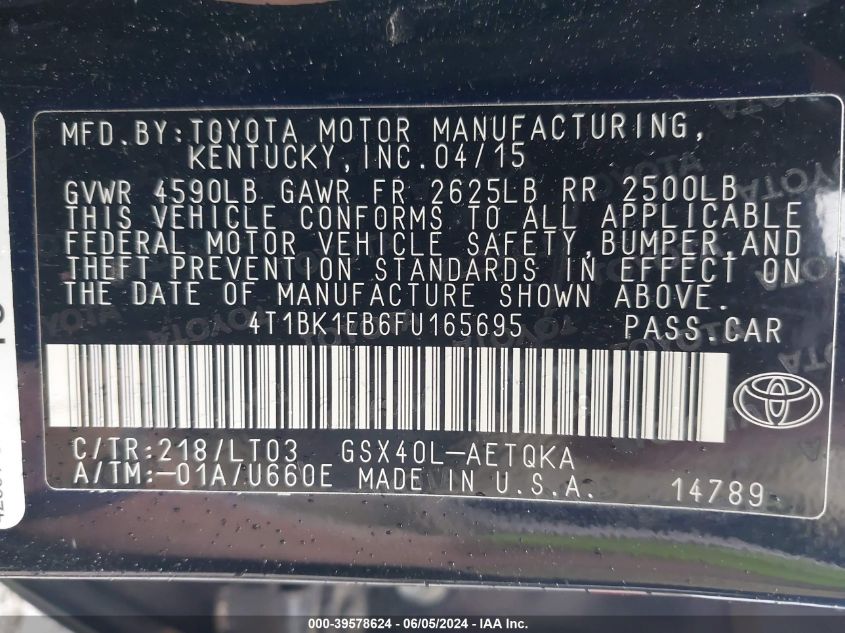 MFD.BY:TOYOTA MOTOR MANUFACTURING,
KENTUCKY,INC.04/15
GVWR 4590LB GAWR FR 2625LB RR 2500LB
THIS VEHICLE CONFORMS TO ALL APPLICABLE
FEDERAL MOTOR VEHICLE SAFETY,BUMPER,AND
THEFT PREVENTION STANDARDS IN EFFECT ON
THE DATE OF MANUFACTURE SHOWN ABOVE.
4T1BK1EB6FU165695 PASS.CAR
C/TR:218/LT03 GSX40L-AETQKA
A/TM:-01A/U660E MADE IN U.S.A. 14789
000-39578624 / 06/05/2024 - IAA Inc.